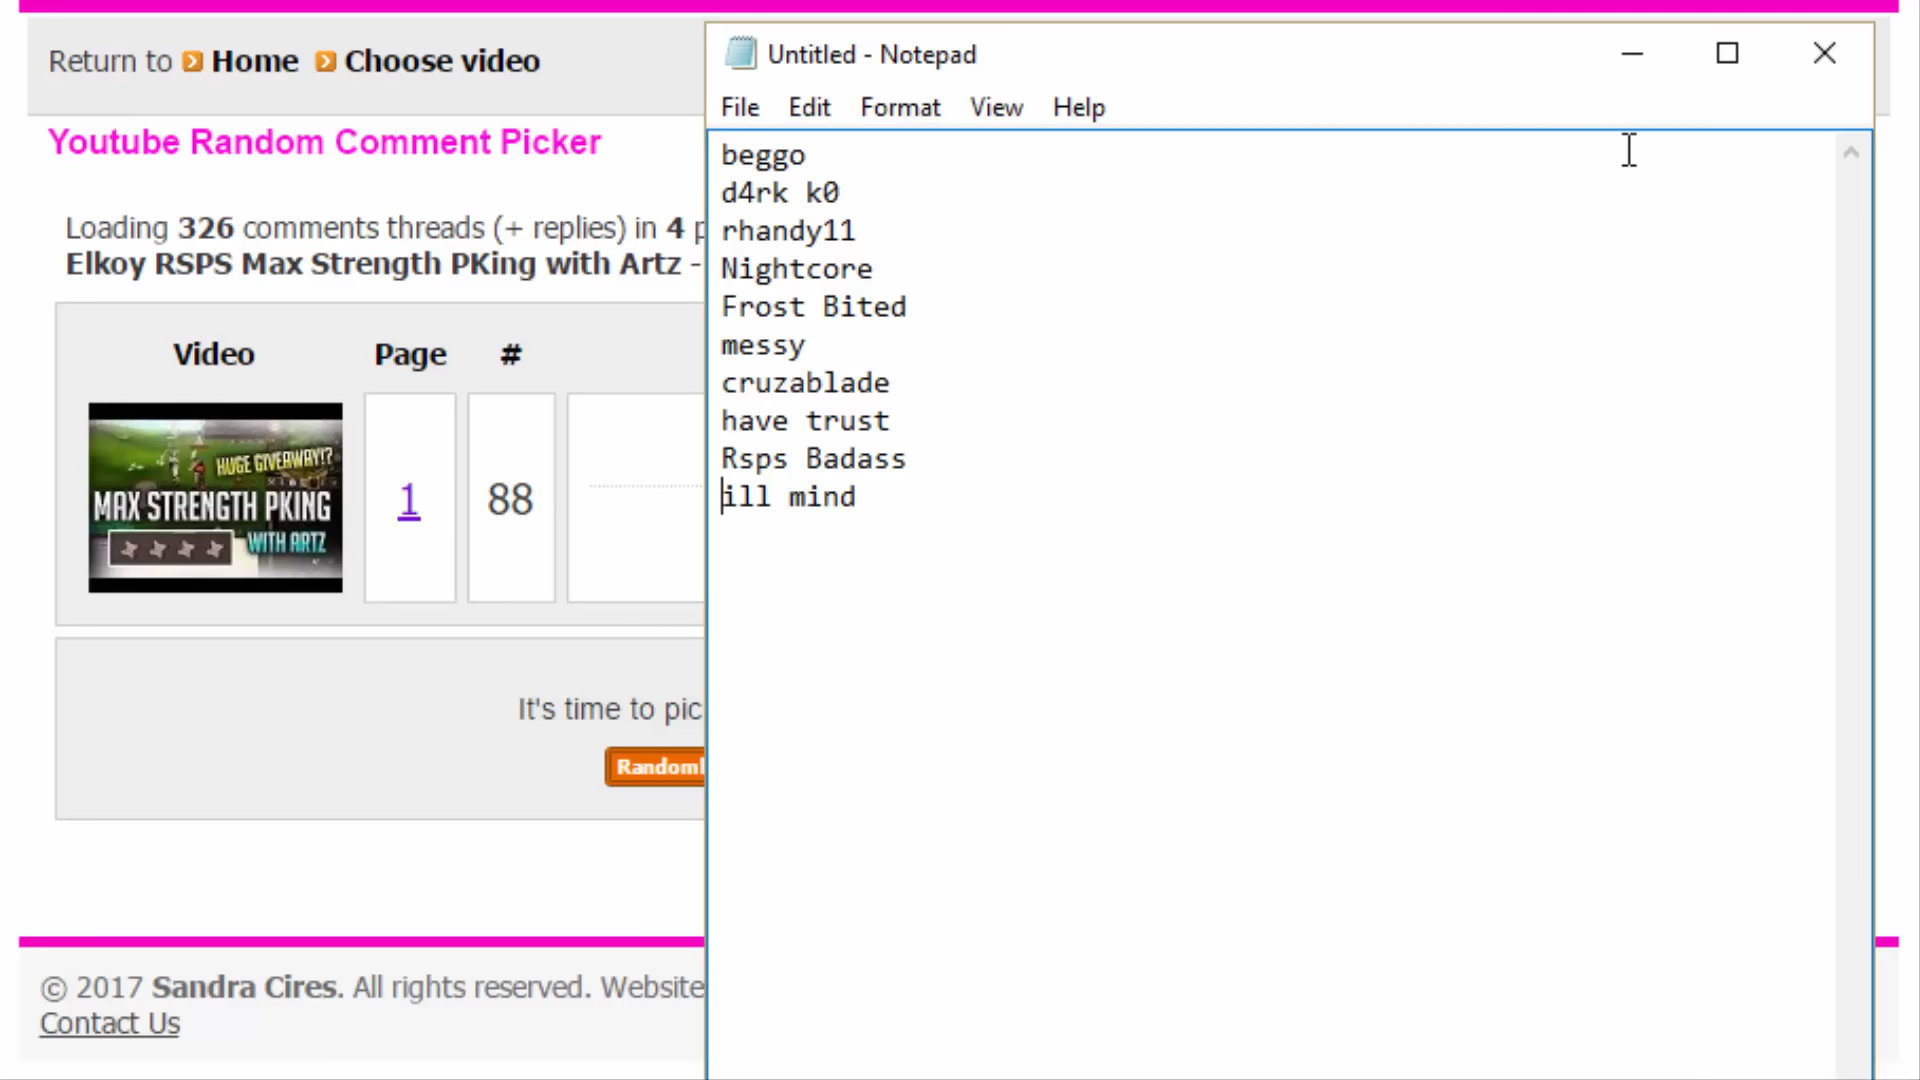 Return to Home Choose video
Youtube Random Comment Picker
Loading 326 comments threads (+ replies) in 4
Elkoy RSPS Max Strength PKing with Artz -
Video Page #
HUGE GIVEAWAY!?
MAX STRENGTH PKING
WITH ARTZ
1 88
It's time to pic
Random
© 2017 Sandra Cires. All rights reserved. Website
Contact Us
Untitled - Notepad
File Edit Format View Help
beggo
d4rk k0
rhandy11
Nightcore
Frost Bited
messy
cruzablade
have trust
Rsps Badass
ill mind